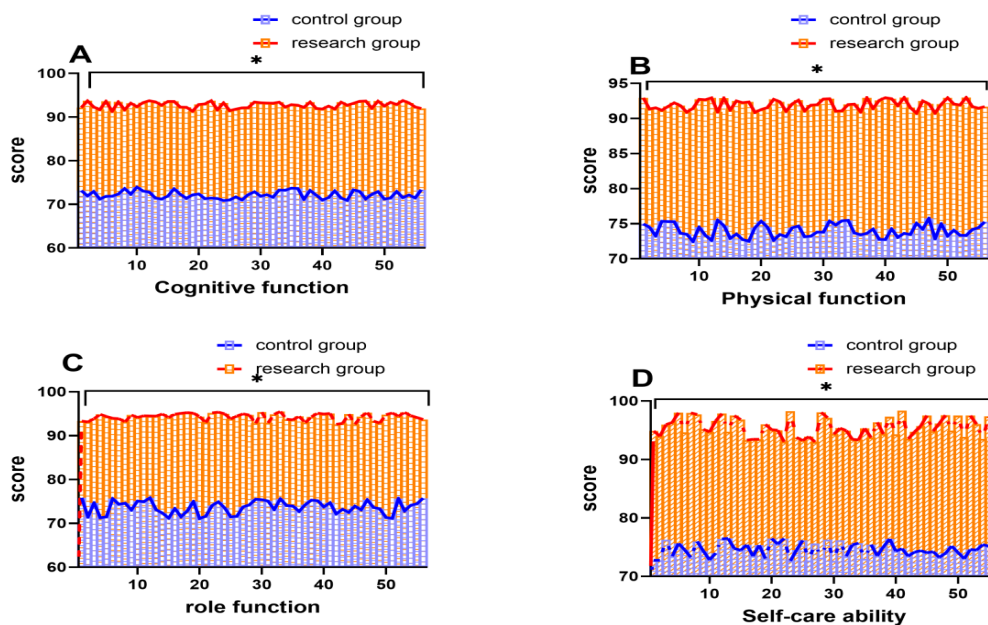 control group
research group
A
*
score
100
90
80
70
60
10 20 30 40 50
Cognitive function
control group
research group
B
*
score
95
90
85
80
75
70
10 20 30 40 50
Physical function
control group
research group
C
*
score
100
90
80
70
60
10 20 30 40 50
role function
control group
research group
D
*
score
100
90
80
70
10 20 30 40 50
Self-care ability